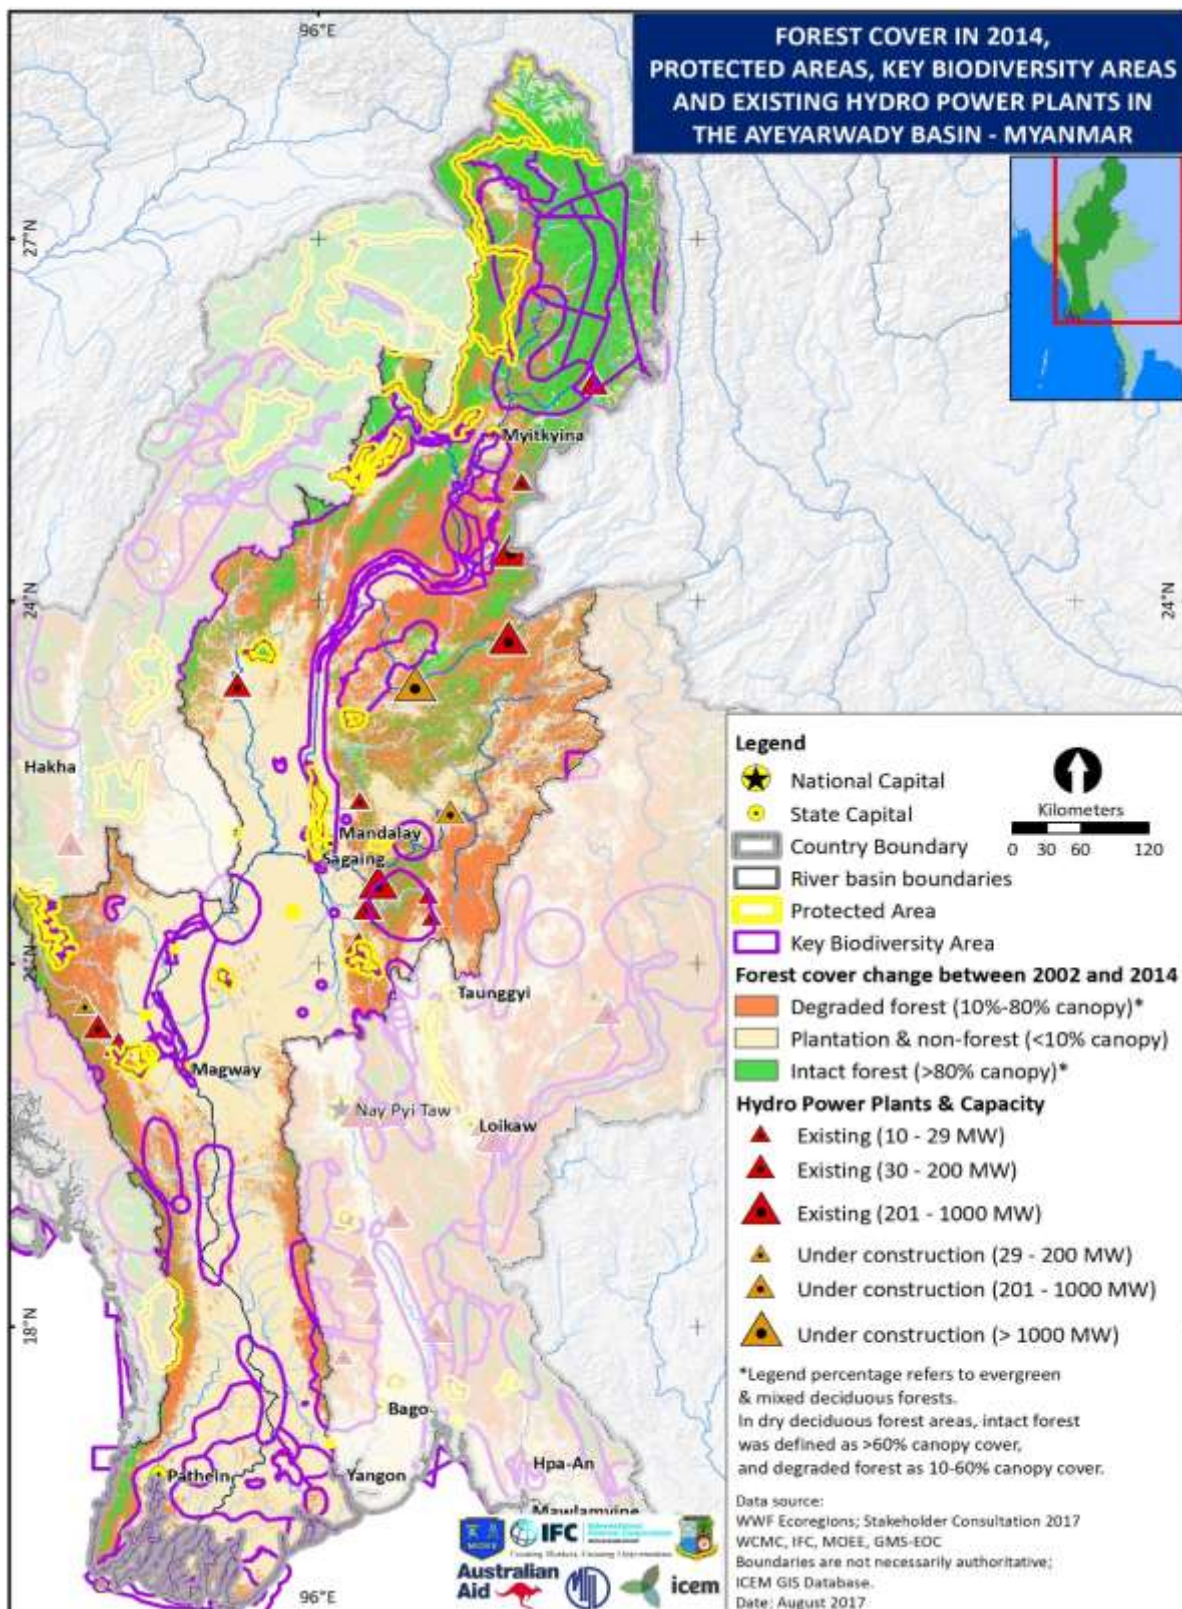 96°E
FOREST COVER IN 2014,
PROTECTED AREAS, KEY BIODIVERSITY AREAS
AND EXISTING HYDRO POWER PLANTS IN
THE AYEYARWADY BASIN - MYANMAR
27°N
Myitkyina
24°N
24°N
Hakha
Mandalay
Sagaing
21°N
Taunggyi
Magway
Nay Pyi Taw
Loikaw
18°N
Bago
Pathein
Yangon
Hpa-An
Mawlamyine
96°E
Legend
National Capital
State Capital
Country Boundary
River basin boundaries
Protected Area
Key Biodiversity Area
Kilometers
0 30 60 120
Forest cover change between 2002 and 2014
Degraded forest (10%-80% canopy)*
Plantation & non-forest (<10% canopy)
Intact forest (>80% canopy)*
Hydro Power Plants & Capacity
Existing (10 - 29 MW)
Existing (30 - 200 MW)
Existing (201 - 1000 MW)
Under construction (29 - 200 MW)
Under construction (201 - 1000 MW)
Under construction (> 1000 MW)
*Legend percentage refers to evergreen
& mixed deciduous forests.
In dry deciduous forest areas, intact forest
was defined as >60% canopy cover,
and degraded forest as 10-60% canopy cover.
Data source:
WWF Ecoregions; Stakeholder Consultation 2017
WCMC, IFC, MOEE, GMS-EOC
Boundaries are not necessarily authoritative;
ICEM GIS Database.
Date: August 2017
MOEE
IFC
Creating Markets, Creating Opportunities
Australian
Aid
icem